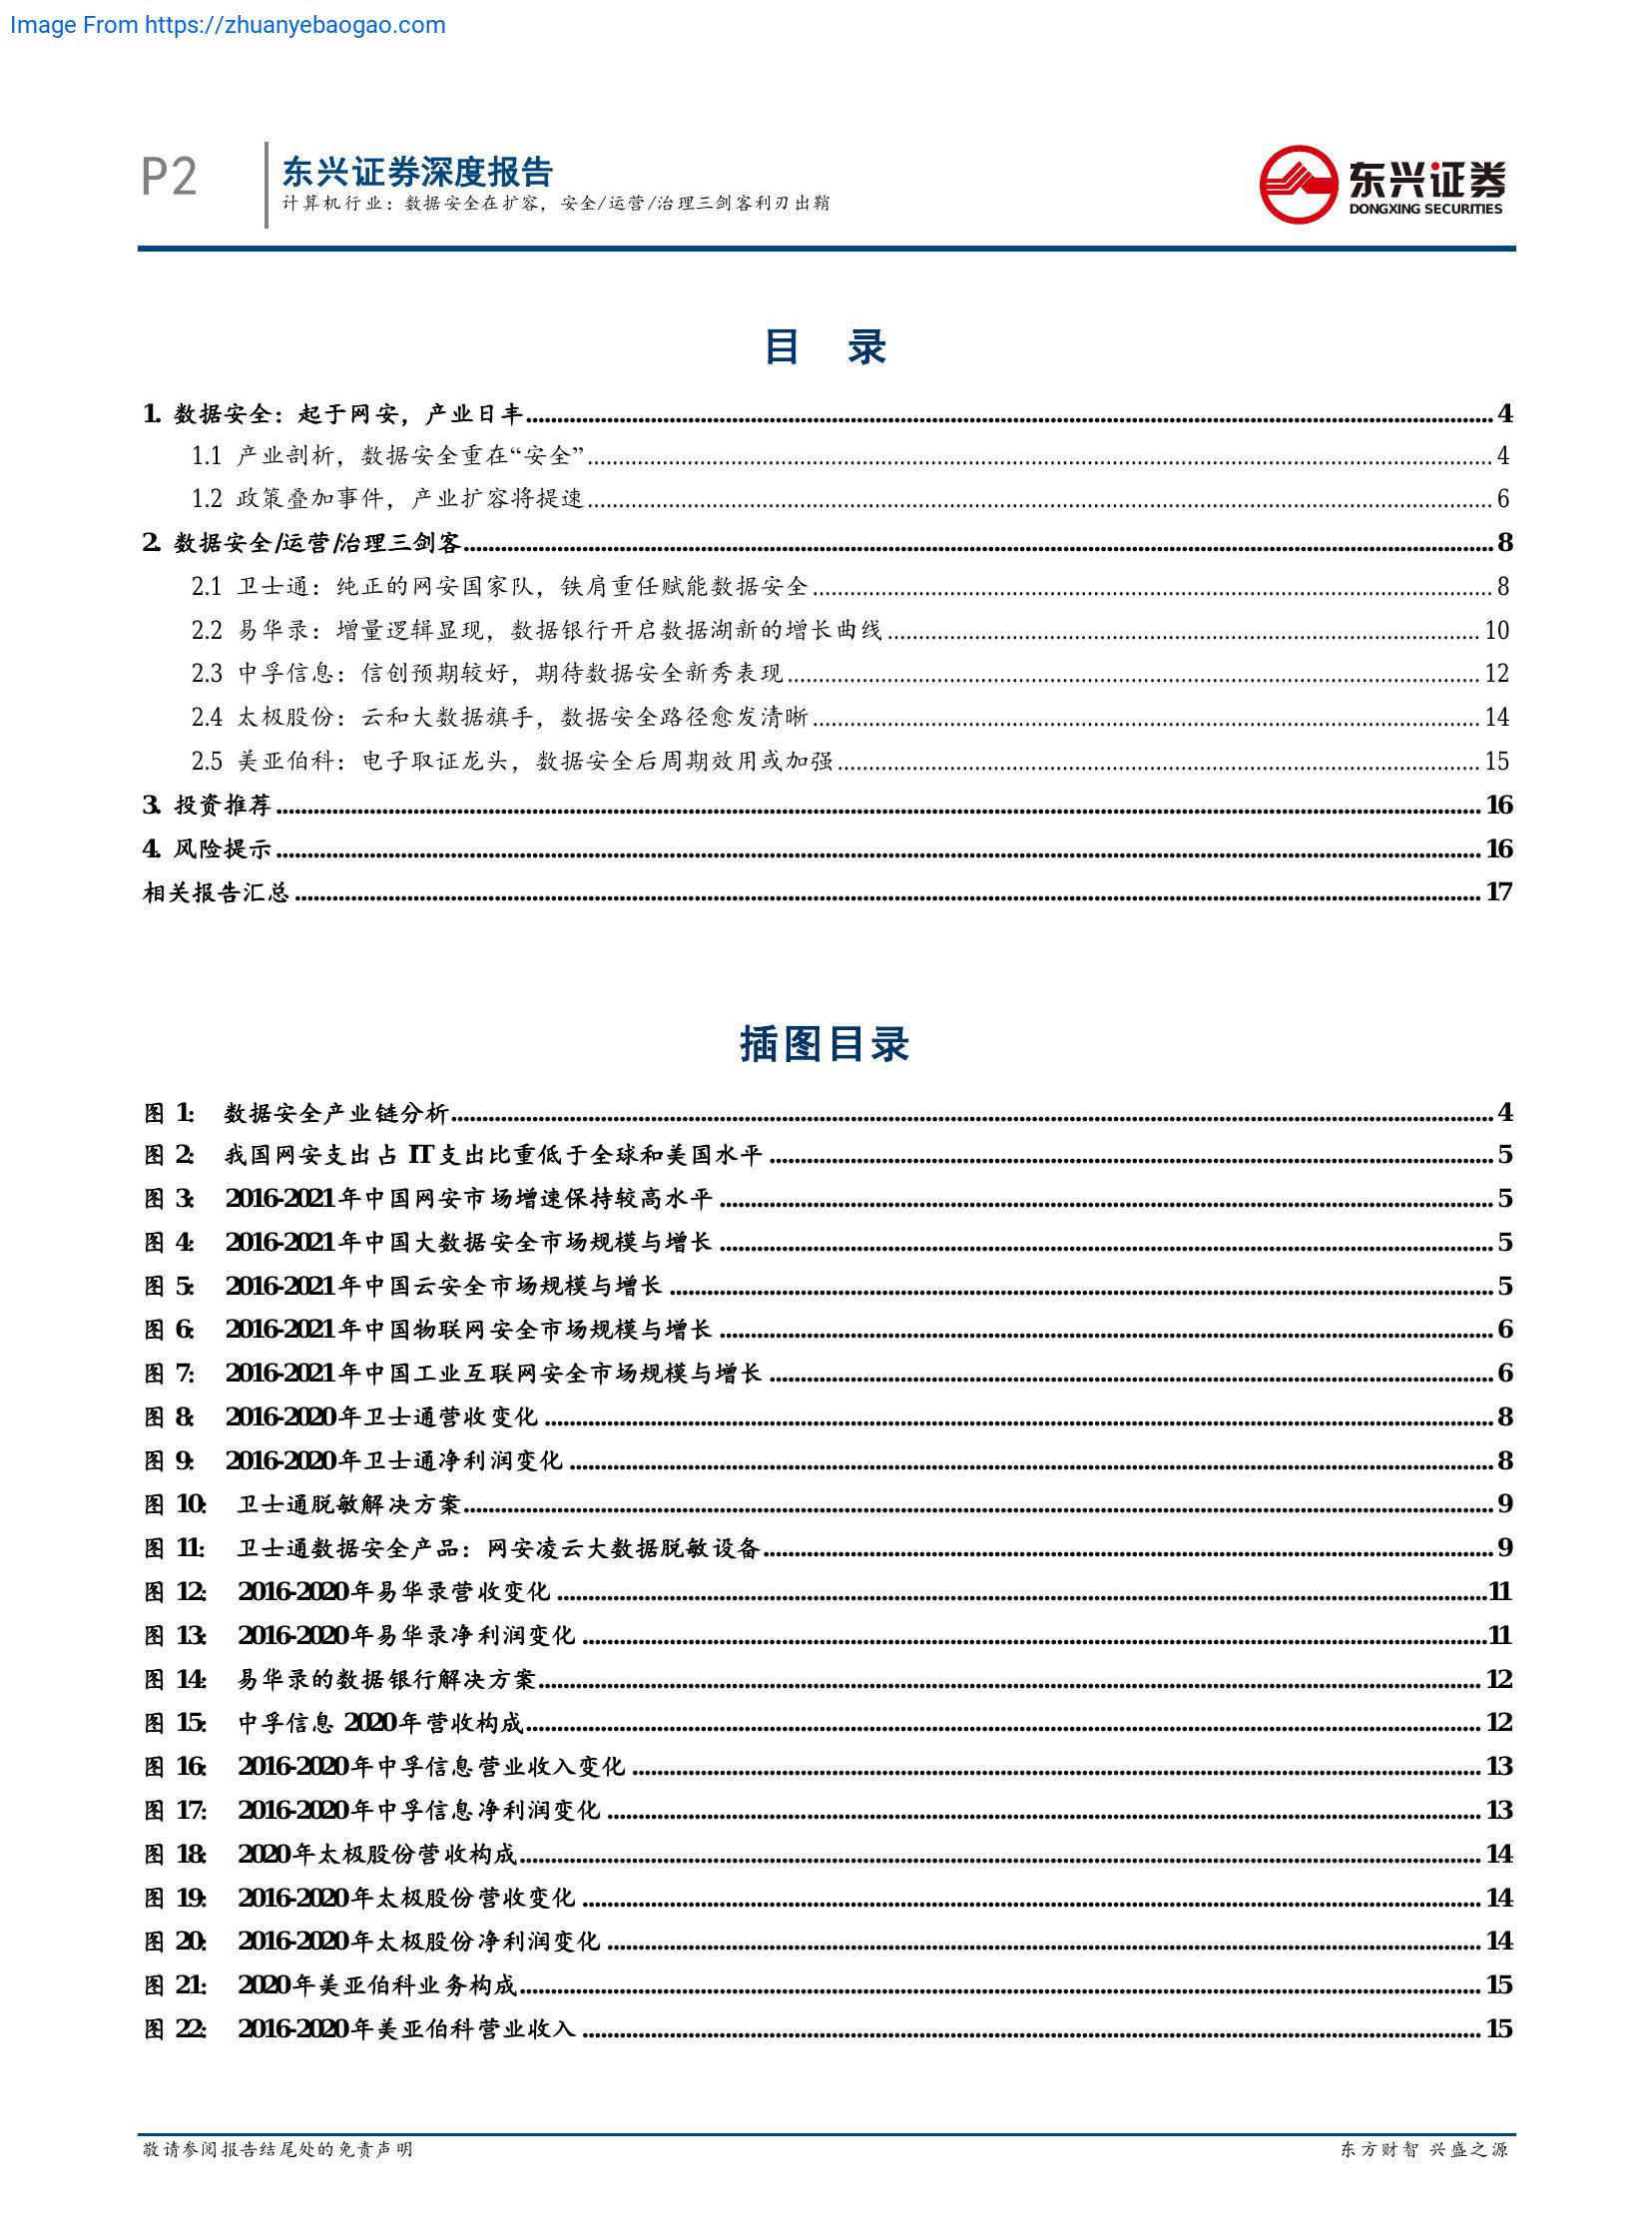 Image From https://zhuanyebaogao.com
P2
东兴证券深度报告
计算机行业：数据安全在扩容，安全/运营/治理三剑客利刃出鞘
东兴证券
DONGXING SECURITIES
目 录
1. 数据安全：起于网安，产业日丰 4
1.1 产业剖析，数据安全重在“安全” 4
1.2 政策叠加事件，产业扩容将提速 6
2. 数据安全/运营/治理三剑客 8
2.1 卫士通：纯正的网安国家队，铁肩重任赋能数据安全 8
2.2 易华录：增量逻辑显现，数据银行开启数据湖新的增长曲线 10
2.3 中孚信息：信创预期较好，期待数据安全新秀表现 12
2.4 太极股份：云和大数据旗手，数据安全路径愈发清晰 14
2.5 美亚伯科：电子取证龙头，数据安全后周期效用或加强 15
3. 投资推荐 16
4. 风险提示 16
相关报告汇总 17
插图目录
图 1： 数据安全产业链分析 4
图 2： 我国网安支出占 IT 支出比重低于全球和美国水平 5
图 3： 2016-2021 年中国网安市场增速保持较高水平 5
图 4： 2016-2021 年中国大数据安全市场规模与增长 5
图 5： 2016-2021 年中国云安全市场规模与增长 5
图 6： 2016-2021 年中国物联网安全市场规模与增长 6
图 7： 2016-2021 年中国工业互联网安全市场规模与增长 6
图 8： 2016-2020 年卫士通营收变化 8
图 9： 2016-2020 年卫士通净利润变化 8
图 10： 卫士通脱敏解决方案 9
图 11： 卫士通数据安全产品：网安凌云大数据脱敏设备 9
图 12： 2016-2020 年易华录营收变化 11
图 13： 2016-2020 年易华录净利润变化 11
图 14： 易华录的数据银行解决方案 12
图 15： 中孚信息 2020 年营收构成 12
图 16： 2016-2020 年中孚信息营业收入变化 13
图 17： 2016-2020 年中孚信息净利润变化 13
图 18： 2020 年太极股份营收构成 14
图 19： 2016-2020 年太极股份营收变化 14
图 20： 2016-2020 年太极股份净利润变化 14
图 21： 2020 年美亚伯科业务构成 15
图 22： 2016-2020 年美亚伯科营业收入 15
敬请参阅报告结尾处的免责声明
东方财智 兴盛之源